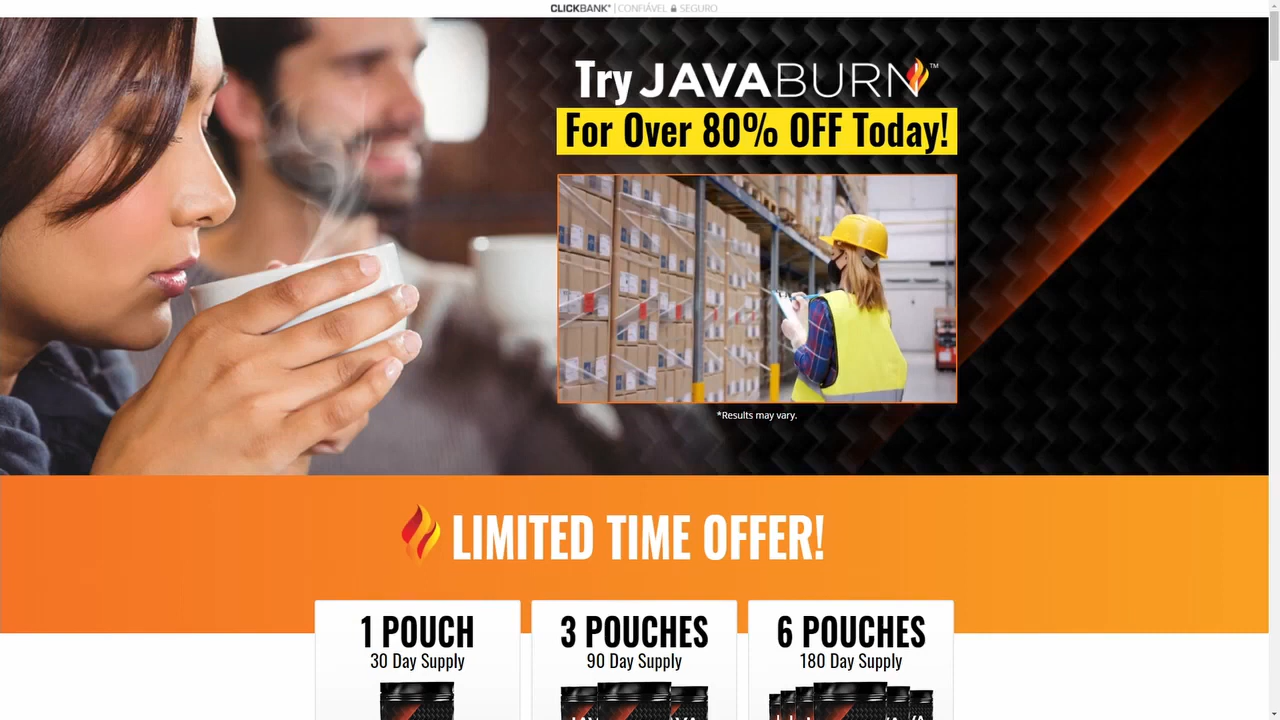 CLICKBANK® | CONFIÁVEL SEGURO
Try JAVABURN™
For Over 80% OFF Today!
*Results may vary.
LIMITED TIME OFFER!
1 POUCH
30 Day Supply
3 POUCHES
90 Day Supply
6 POUCHES
180 Day Supply